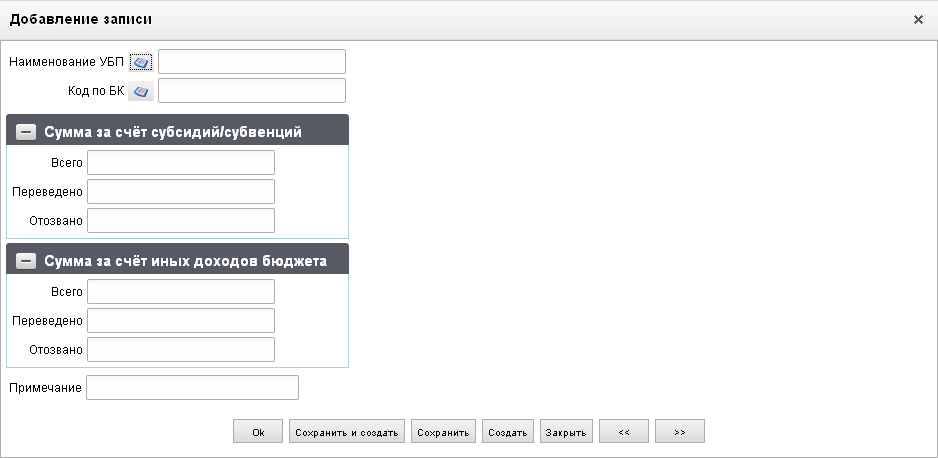 Добавление записи
Наименование УБП
Код по БК
Сумма за счёт субсидий/субвенций
Всего
Переведено
Отозвано
Сумма за счёт иных доходов бюджета
Всего
Переведено
Отозвано
Примечание
Ok Сохранить и создать Сохранить Создать Закрыть << >>